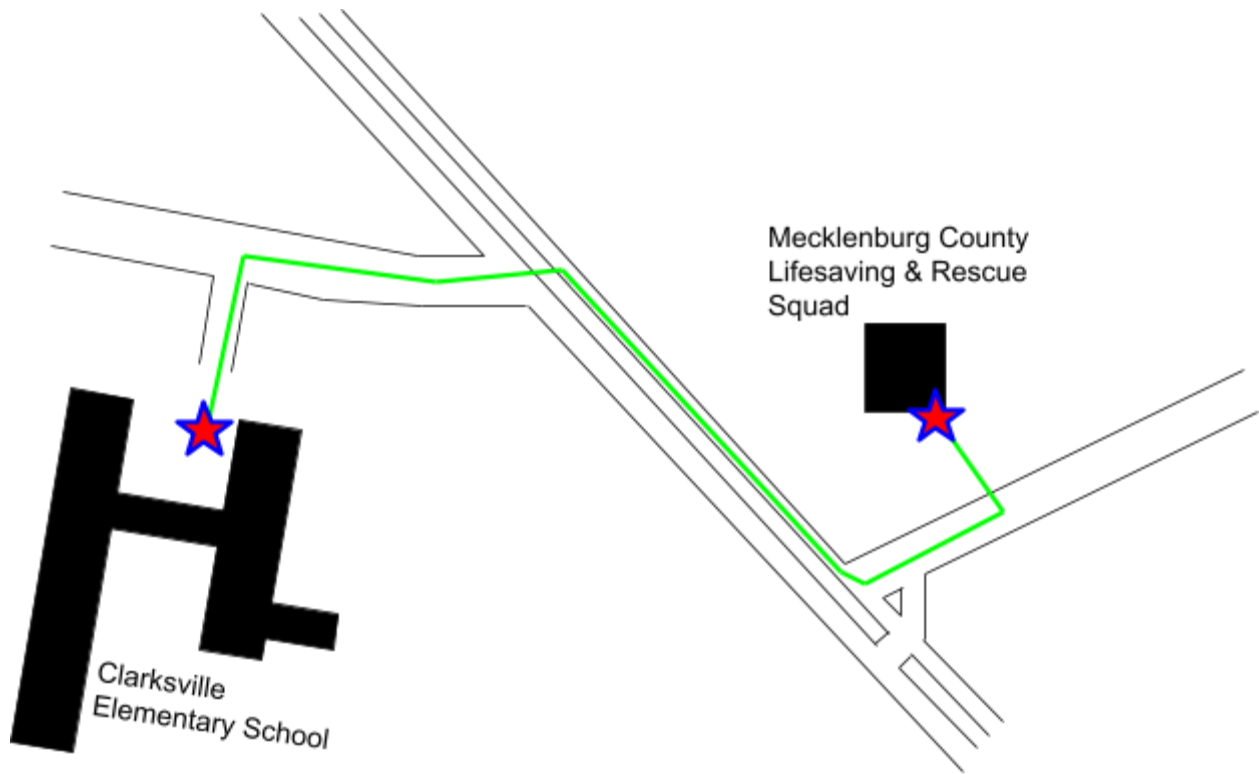 Mecklenburg County
Lifesaving & Rescue
Squad
Clarksville
Elementary School